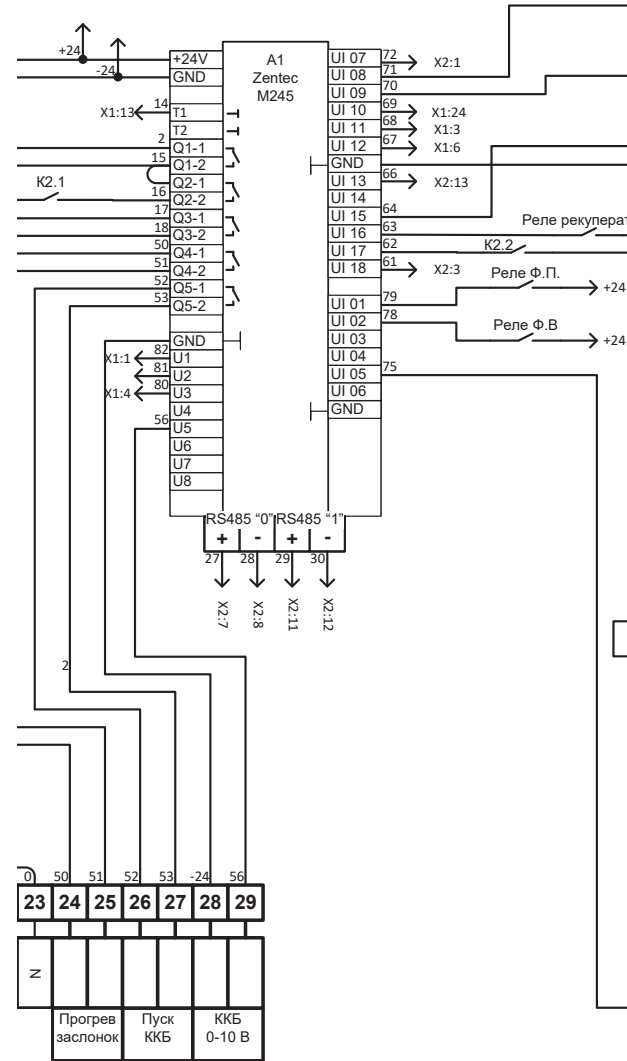 +24
-24
+24V
GND
A1
Zentec
M245
14
X1:13
T1
T2
2
Q1-1
15
Q1-2
Q2-1
K2.1
16
Q2-2
17
Q3-1
18
Q3-2
50
Q4-1
51
Q4-2
52
Q5-1
53
Q5-2
GND
X1:1
82
U1
81
U2
X1:4
80
U3
U4
56
U5
U6
U7
U8
UI 07
72
X2:1
UI 08
71
UI 09
70
UI 10
69
X1:24
UI 11
68
X1:3
UI 12
67
X1:6
GND
UI 13
66
X2:13
UI 14
UI 15
64
UI 16
63
Реле рекуперат
UI 17
62
K2.2
UI 18
61
X2:3
Реле Ф.П.
+24
UI 01
79
UI 02
78
Реле Ф.В
+24
UI 03
UI 04
UI 05
75
UI 06
GND
RS485 "0" RS485 "1"
+ - + -
27 28 29 30
X2:7
X2:8
X2:11
X2:12
2
0 50 51 52 53 -24 56
23 24 25 26 27 28 29
N
Прогрев
заслонок
Пуск
ККБ
ККБ
0-10 В